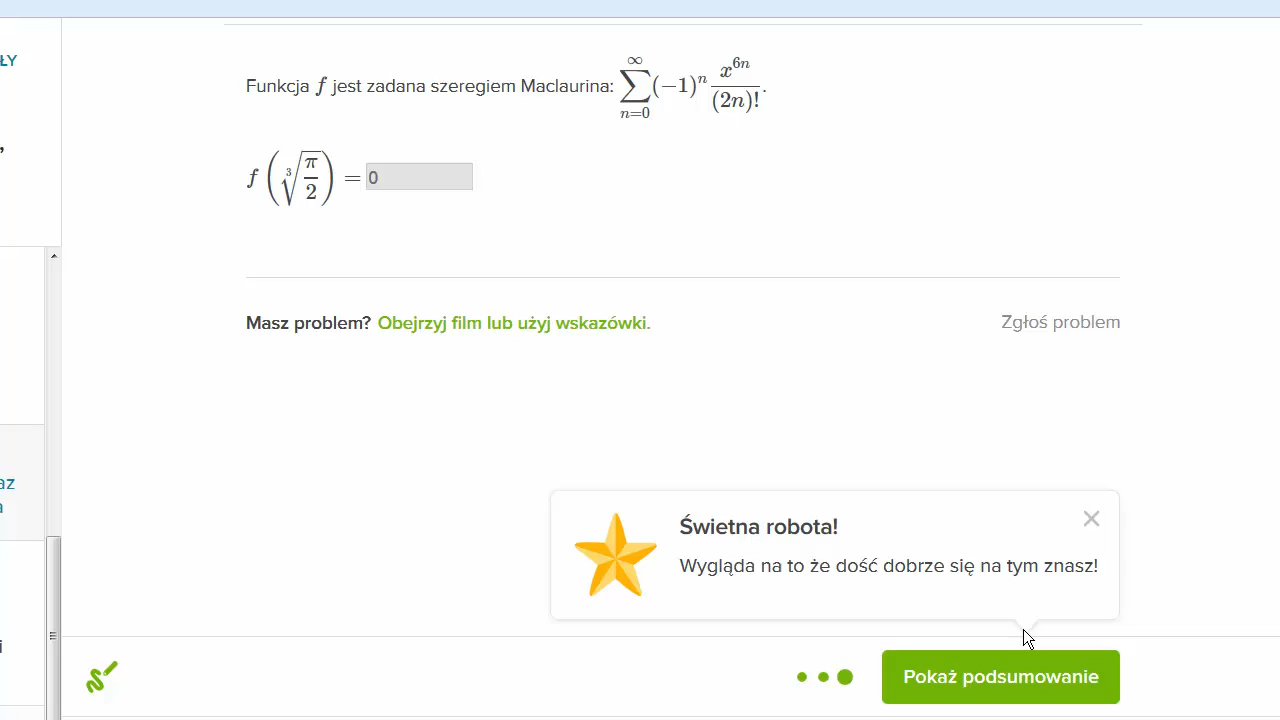 ŁY
,
Funkcja f jest zadana szeregiem Maclaurina: ∑_{n=0}^{∞} (−1)^n x^{6n}/(2n)!.
f(∛(π/2)) = 0
Masz problem? Obejrzyj film lub użyj wskazówki.
Zgłoś problem
az
a
Świetna robota!
Wygląda na to że dość dobrze się na tym znasz!
i
Pokaż podsumowanie